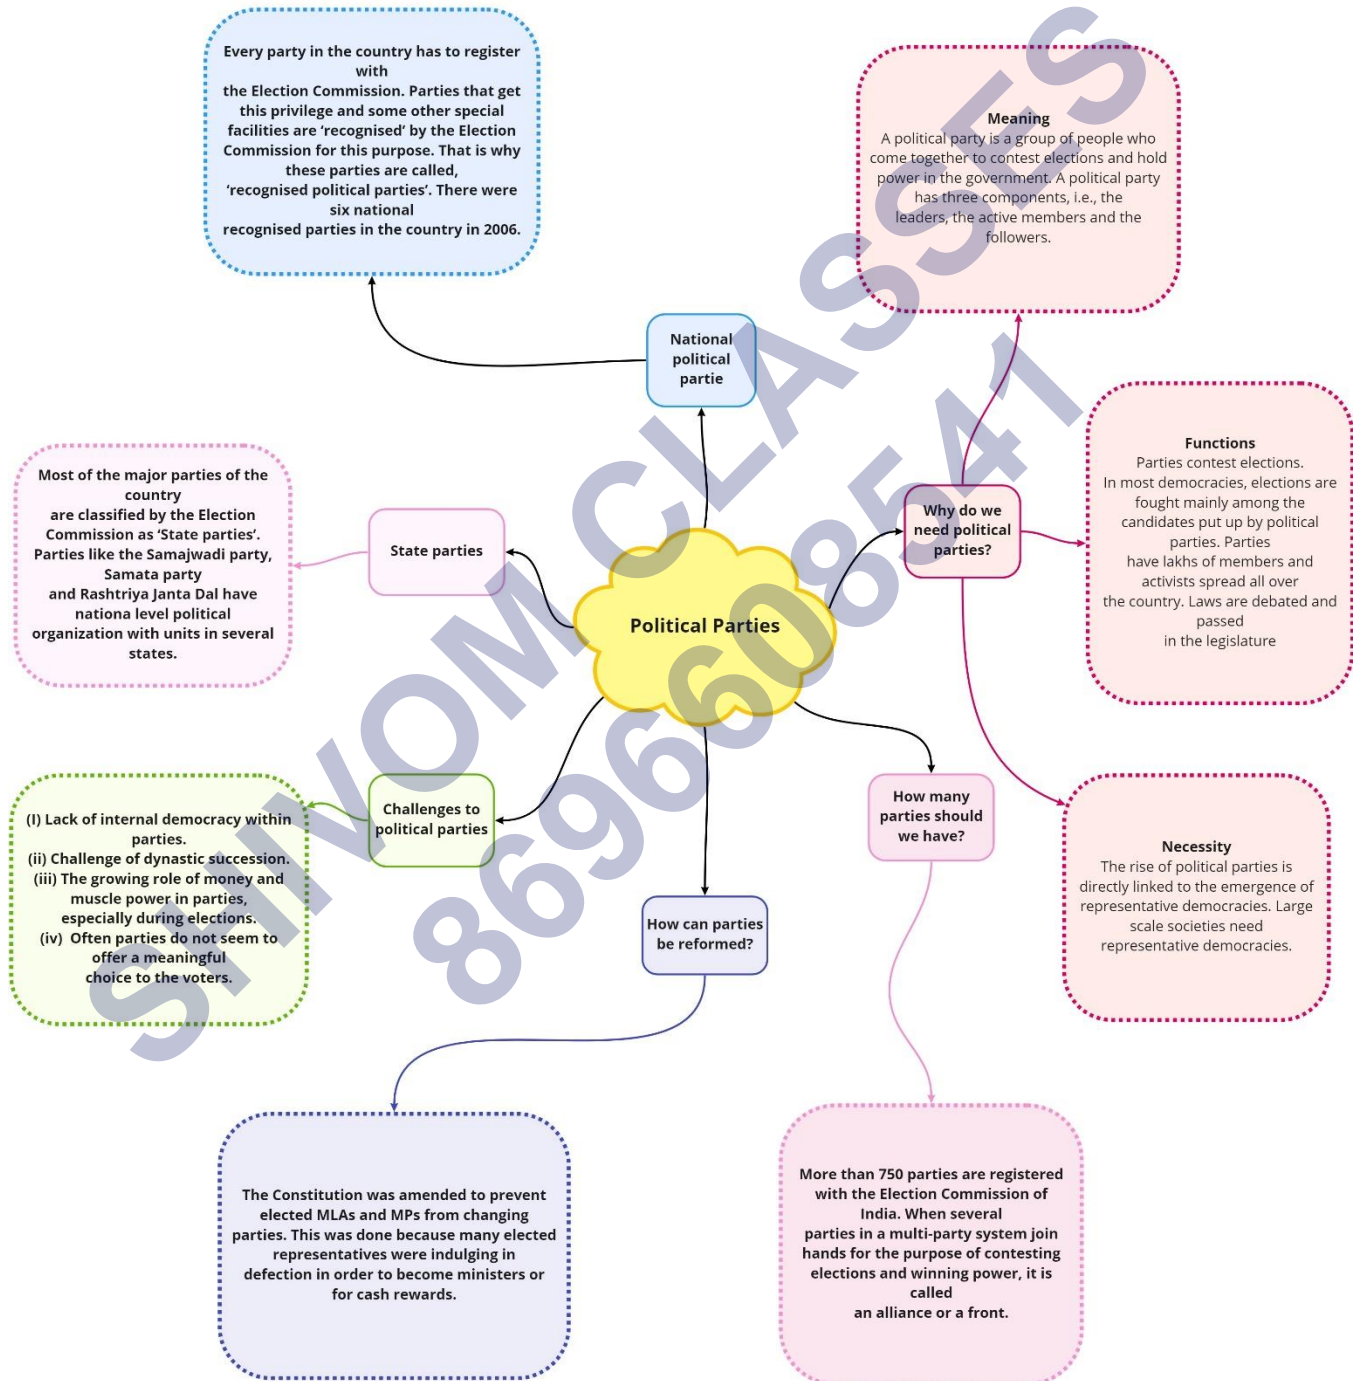 Every party in the country has to register
with
the Election Commission. Parties that get
this privilege and some other special
facilities are ‘recognised’ by the Election
Commission for this purpose. That is why
these parties are called,
‘recognised political parties’. There were
six national
recognised parties in the country in 2006.
Meaning
A political party is a group of people who
come together to contest elections and hold
power in the government. A political party
has three components, i.e., the
leaders, the active members and the
followers.
National
political
partie
Functions
Parties contest elections.
In most democracies, elections are
fought mainly among the
candidates put up by political
parties. Parties
have lakhs of members and
activists spread all over
the country. Laws are debated and
passed
in the legislature
Most of the major parties of the
country
are classified by the Election
Commission as ‘State parties’.
Parties like the Samajwadi party,
Samata party
and Rashtriya Janta Dal have
nationa level political
organization with units in several
states.
State parties
Why do we
need political
parties?
Political Parties
Challenges to
political parties
(I) Lack of internal democracy within
parties.
(ii) Challenge of dynastic succession.
(iii) The growing role of money and
muscle power in parties,
especially during elections.
(iv) Often parties do not seem to
offer a meaningful
choice to the voters.
How many
parties should
we have?
Necessity
The rise of political parties is
directly linked to the emergence of
representative democracies. Large
scale societies need
representative democracies.
How can parties
be reformed?
The Constitution was amended to prevent
elected MLAs and MPs from changing
parties. This was done because many elected
representatives were indulging in
defection in order to become ministers or
for cash rewards.
More than 750 parties are registered
with the Election Commission of
India. When several
parties in a multi-party system join
hands for the purpose of contesting
elections and winning power, it is
called
an alliance or a front.
SHIVOM CLASSES
8696608541